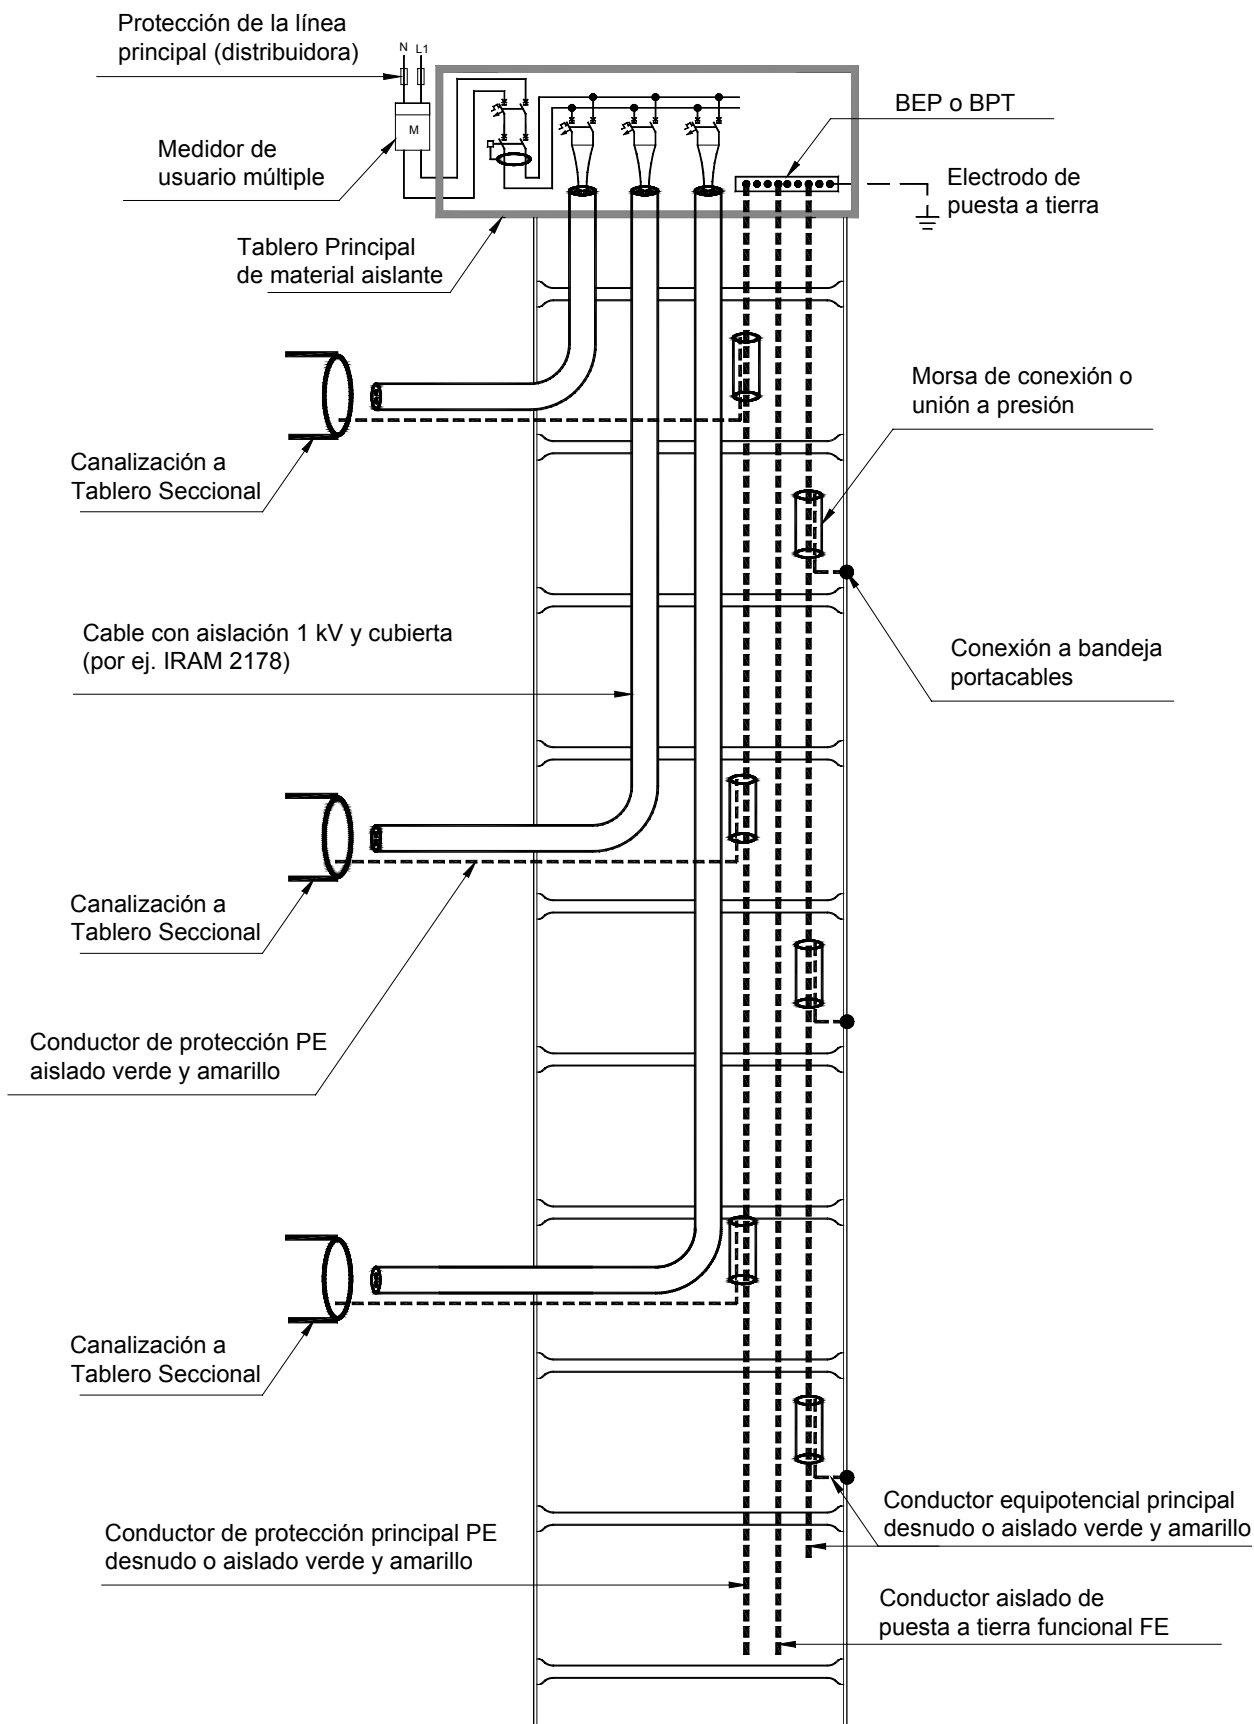 Protección de la línea
principal (distribuidora)
N L1
M
BEP o BPT
Medidor de
usuario múltiple
Electrodo de
puesta a tierra
Tablero Principal
de material aislante
Morsa de conexión o
unión a presión
Canalización a
Tablero Seccional
Cable con aislación 1 kV y cubierta
(por ej. IRAM 2178)
Conexión a bandeja
portacables
Canalización a
Tablero Seccional
Conductor de protección PE
aislado verde y amarillo
Canalización a
Tablero Seccional
Conductor equipotencial principal
desnudo o aislado verde y amarillo
Conductor de protección principal PE
desnudo o aislado verde y amarillo
Conductor aislado de
puesta a tierra funcional FE